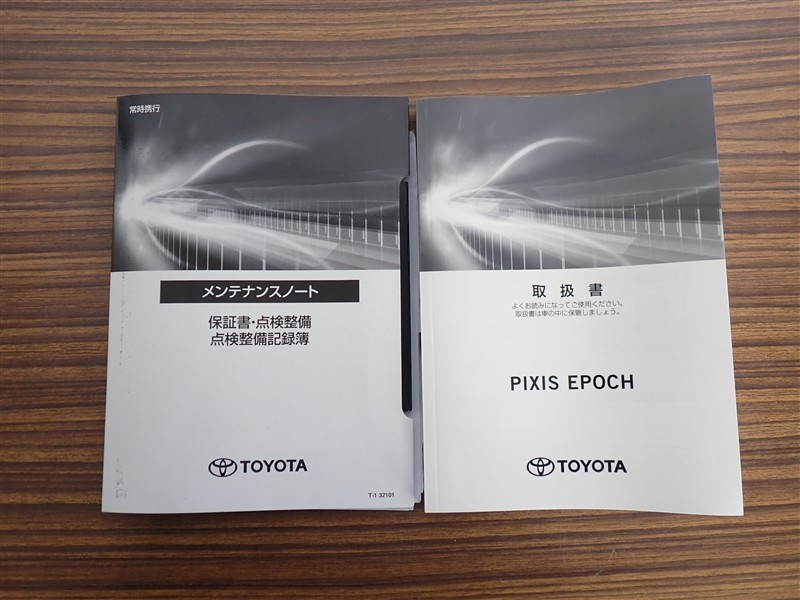 常時携行
メンテナンスノート
保証書・点検整備
点検整備記録簿
TOYOTA
T-1 32101
取扱書
よくお読みになってご使用ください。
取扱書は車の中に保管しましょう。
PIXIS EPOCH
TOYOTA